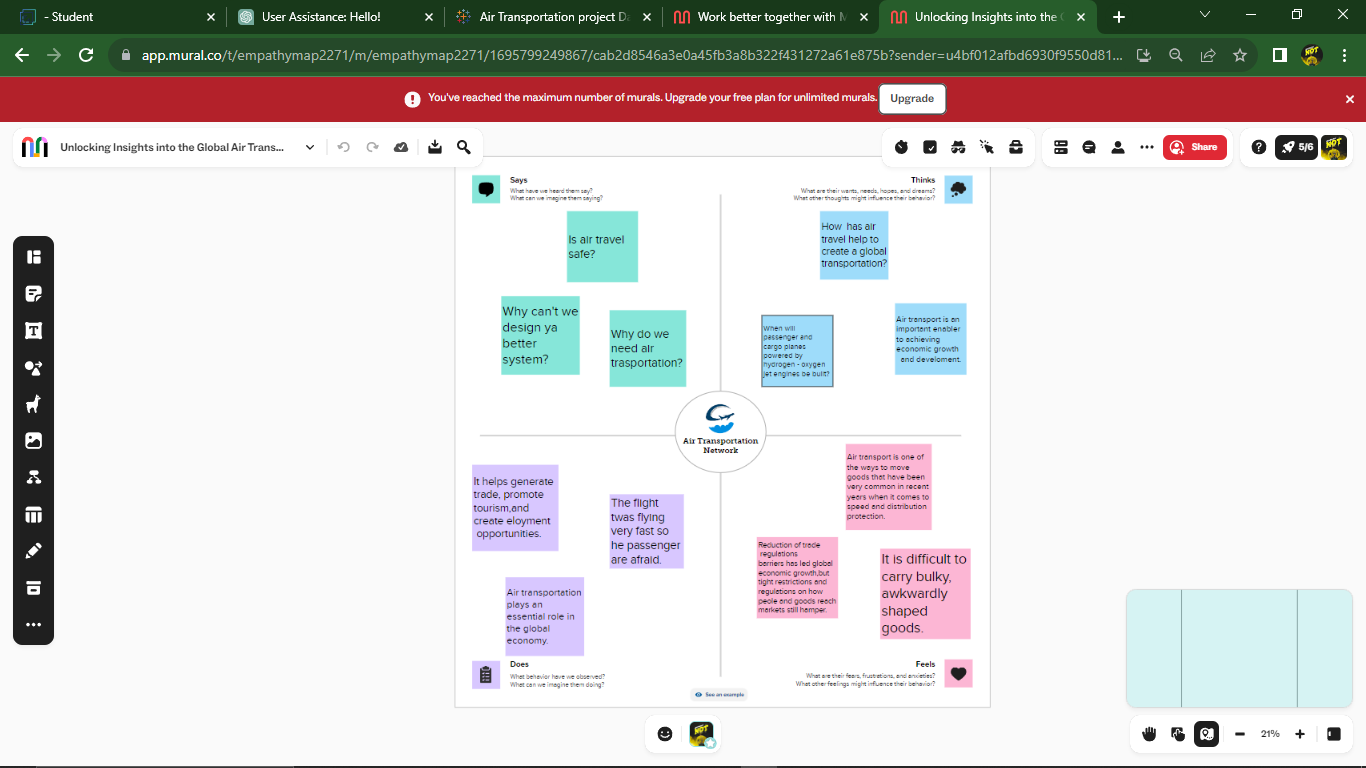 - Student
User Assistance: Hello!
Air Transportation project Da
Work better together with M
Unlocking Insights into the G
app.mural.co/t/empathymap2271/m/empathymap2271/1695799249867/cab2d8546a3e0a45fb3a8b322f431272a61e875b?sender=u4bf012afbd6930f9550d81...
You've reached the maximum number of murals. Upgrade your free plan for unlimited murals.
Upgrade
Unlocking Insights into the Global Air Trans...
Share
5/6
Says
What have we heard them say?
What can we imagine them saying?
Thinks
What are their wants, needs, hopes, and dreams?
What other thoughts might influence their behavior?
Is air travel
safe?
How has air
travel help to
create a global
transportation?
Why can't we
design ya
better
system?
Why do we
need air
trasportation?
When will
passenger and
cargo planes
powered by
hydrogen - oxygen
jet engines be built?
Air transport is an
important enabler
to achieving
economic growth
and develoment.
Air Transportation
Network
It helps generate
trade, promote
tourism,and
create eloyment
opportunities.
The flight
twas flying
very fast so
he passenger
are afraid.
Air transportation
plays an
essential role in
the global
economy.
Air transport is one of
the ways to move
goods that have been
very common in recent
years when it comes to
speed and distribution
protection.
Reduction of trade
regulations
barriers has led global
economic growth,but
tight restrictions and
regulations on how
peole and goods reach
markets still hamper.
It is difficult to
carry bulky,
awkwardly
shaped
goods.
Does
What behavior have we observed?
What can we imagine them doing?
Feels
What are their fears, frustrations, and anxieties?
What other feelings might influence their behavior?
See an example
21%